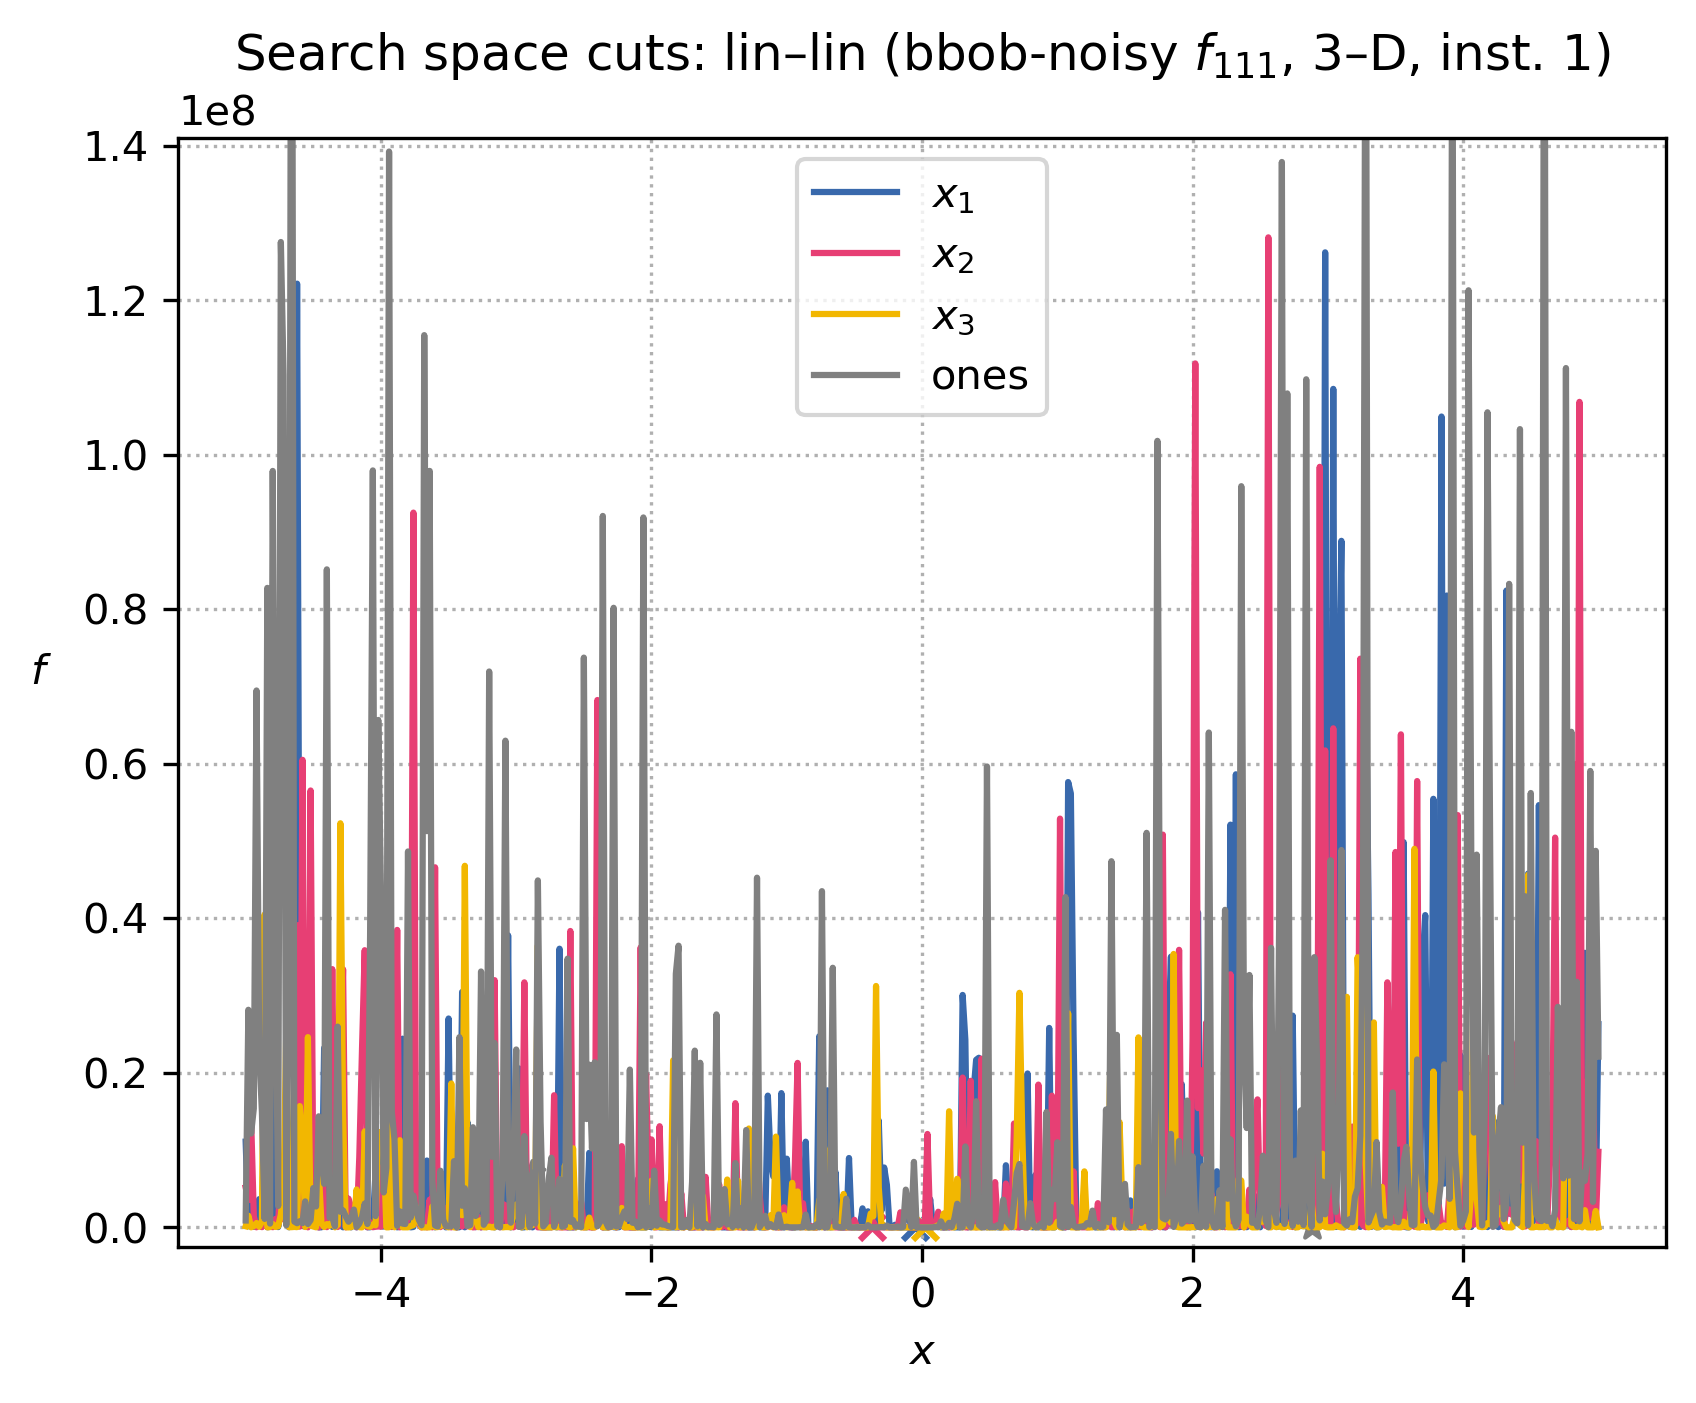 Search space cuts: lin–lin (bbob-noisy f₁₁₁, 3–D, inst. 1)
1e8
1.4
1.2
1.0
0.8
0.6
0.4
0.2
0.0
f
x₁
x₂
x₃
ones
−4 −2 0 2 4
x